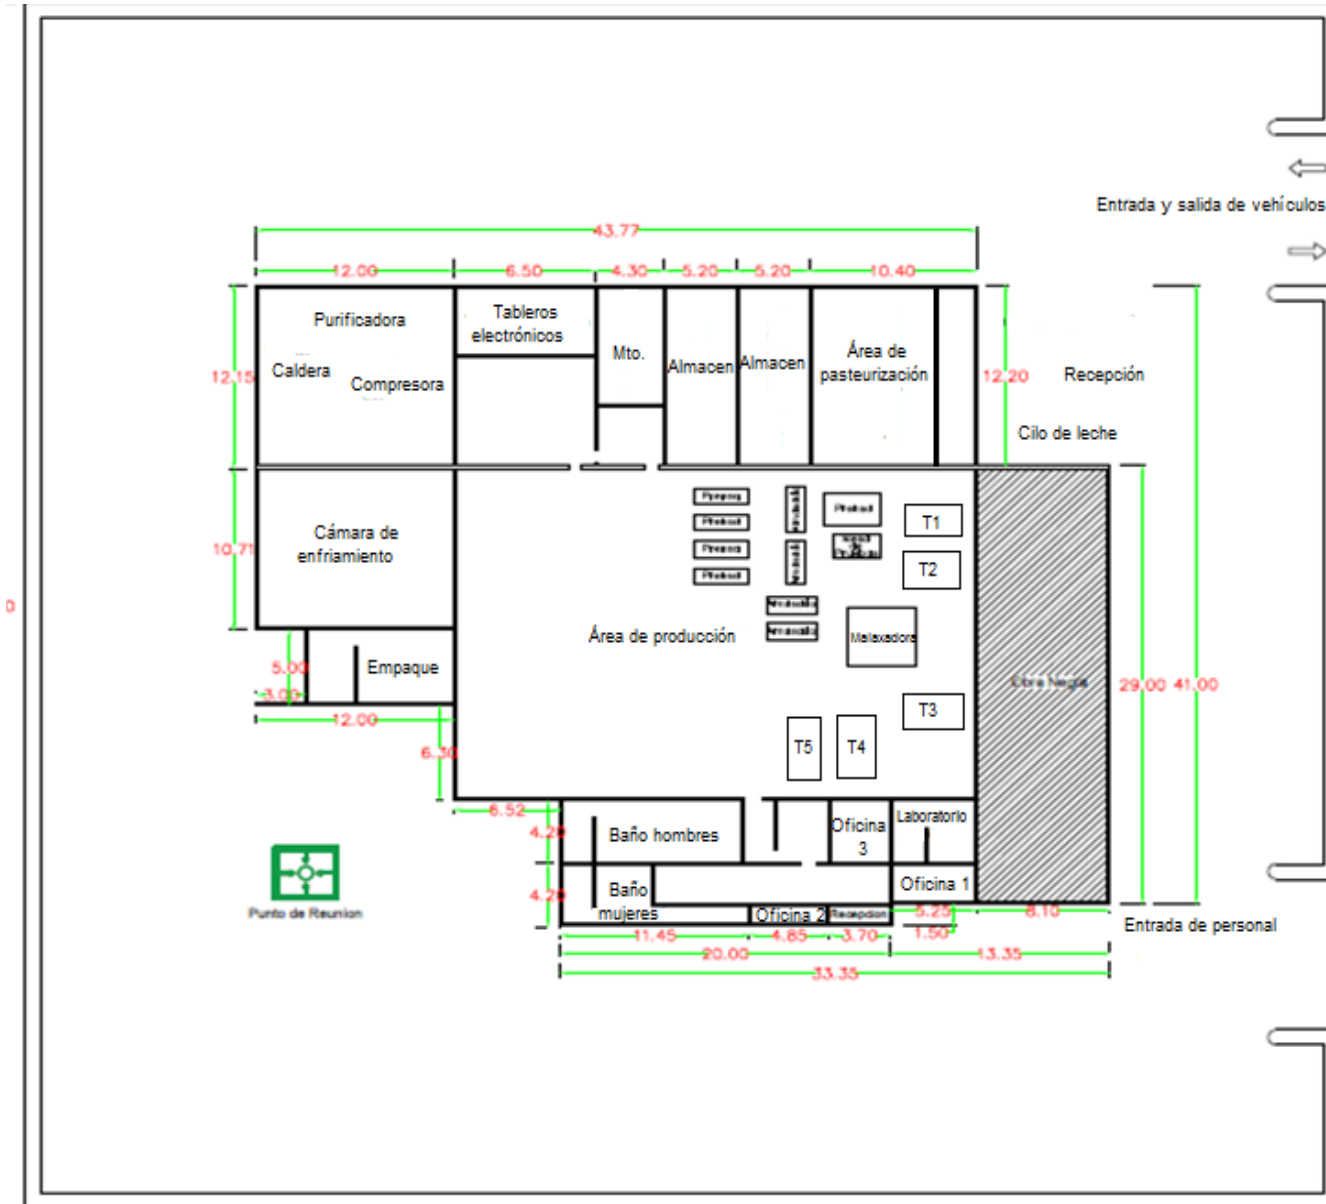 Entrada y salida de vehículos
43.77
12.00
6.50
4.30
5.20
5.20
10.40
Purificadora
Tableros
electrónicos
Mto.
Almacen
Almacen
Área de
pasteurización
Caldera
Compresora
12.15
12.20
Recepción
Cilo de leche
T1
T2
10.71
Cámara de
enfriamiento
Área de producción
Malaxadora
5.00
3.00
Empaque
12.00
6.30
Obra Negra
29.00
41.00
T3
T5
T4
6.52
4.20
Baño hombres
Oficina
3
Laboratorio
4.20
Baño
mujeres
Oficina 2
Recepcion
Oficina 1
5.25
8.10
1.50
Punto de Reunion
Entrada de personal
11.45
4.85
3.70
20.00
13.35
33.35